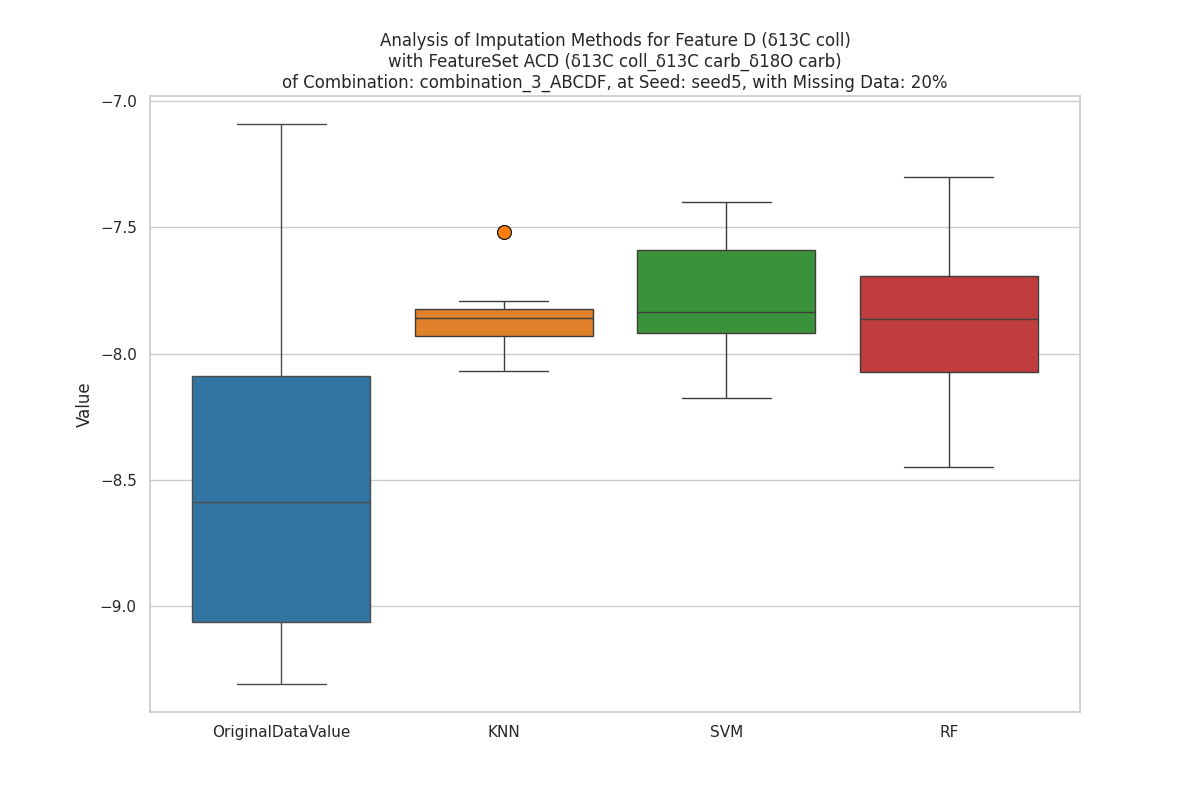 Analysis of Imputation Methods for Feature D (δ13C coll)
with FeatureSet ACD (δ13C coll_δ13C carb_δ18O carb)
of Combination: combination_3_ABCDF, at Seed: seed5, with Missing Data: 20%
−7.0
−7.5
−8.0
−8.5
−9.0
Value
OriginalDataValue
KNN
SVM
RF